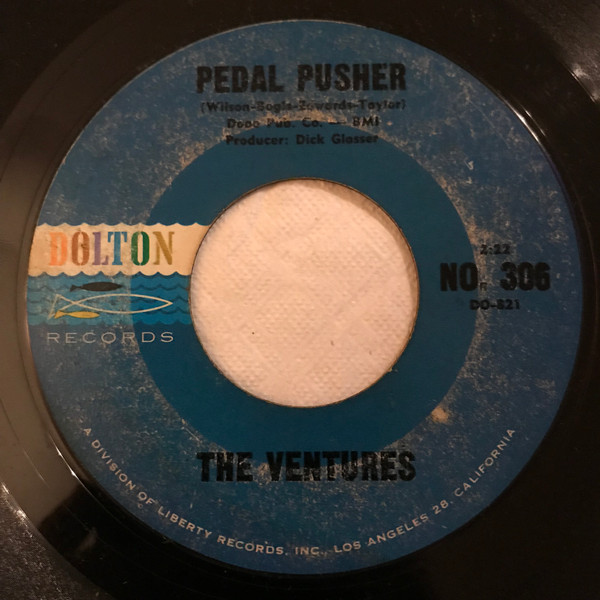 PEDAL PUSHER
(Wilson-Bogle-Edwards-Taylor)
Dobo Pub. Co. — BMI
Producer: Dick Glasser
DOLTON
RECORDS
2:22
NO. 306
DO-821
THE VENTURES
A DIVISION OF LIBERTY RECORDS, INC., LOS ANGELES 28, CALIFORNIA